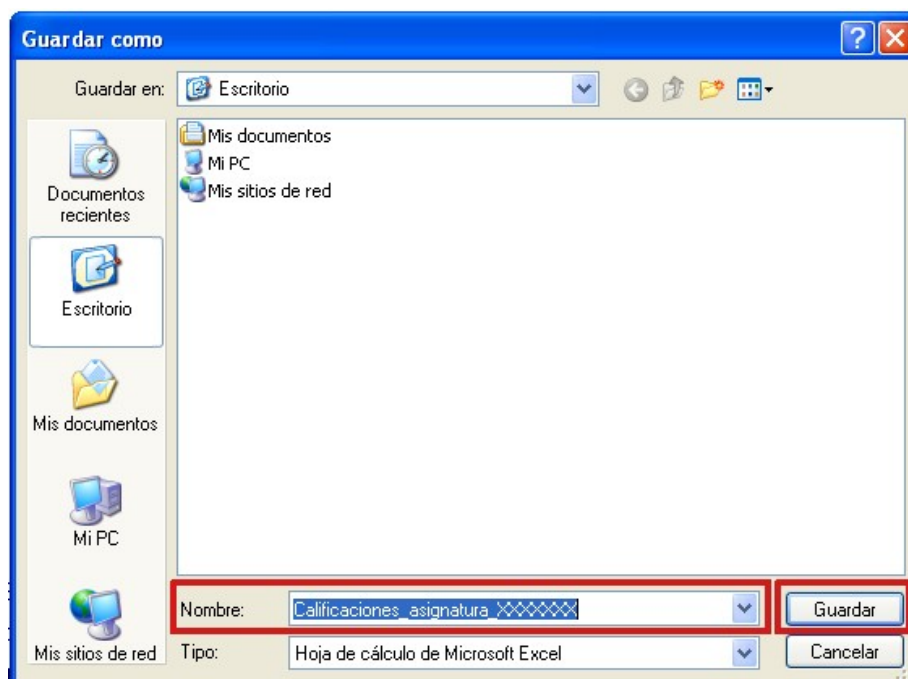 Guardar como
Guardar en: Escritorio
Mis documentos
Mi PC
Mis sitios de red
Documentos
recientes
Escritorio
Mis documentos
Mi PC
Mis sitios de red
Nombre: Calificaciones_asignatura_XXXXXXX Guardar
Tipo: Hoja de cálculo de Microsoft Excel Cancelar